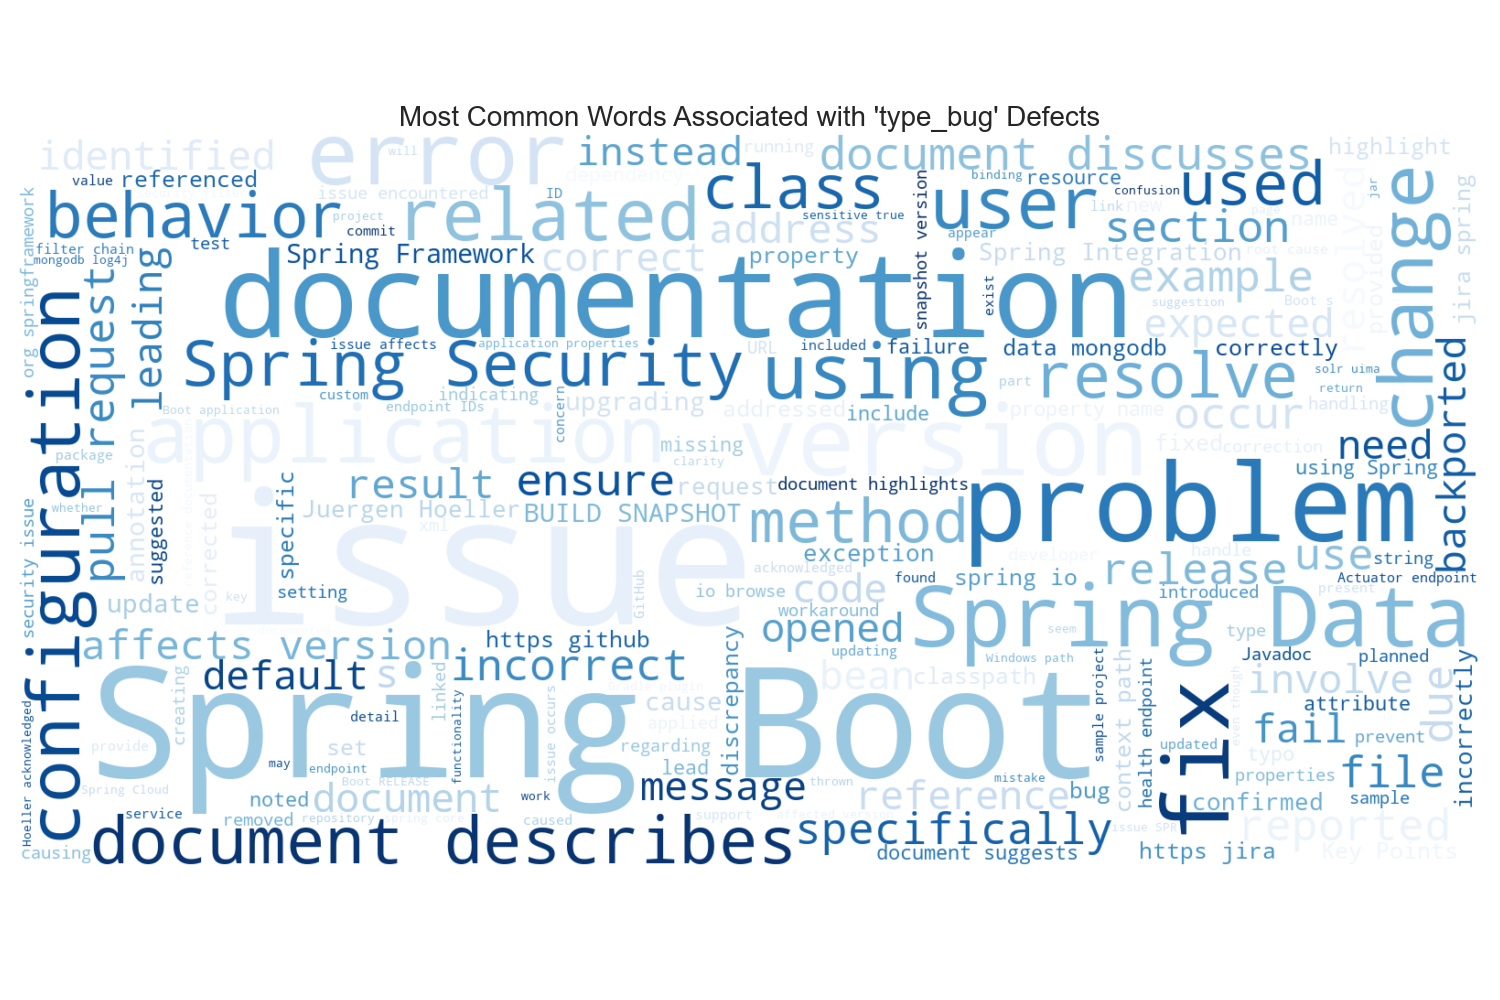 Most Common Words Associated with 'type_bug' Defects
identified
error
will
instead
running
document discusses
highlight
value
referenced
issue encountered
ID
dependency
class
snapshot version
binding
resource
confusion
used
jar
change
behavior
project
commit
related
sensitive true
address
user
appear
link
new
section
page
name
resolved
provided
jira spring
org springframework
filter chain
mongodb log4j
test
Spring Framework
correct
property
exist
Spring Integration
root cause
example
suggestion
Boot s
documentation
expected
configuration
pull request
leading
Spring Security
issue affects
application properties
URL
included
failure
using
data mongodb
correctly
resolve
solr uima
return
part
custom
indicating
endpoint IDs
concern
upgrading
addressed
include
property name
occur
handling
Boot application
application
version
missing
clarity
fixed
correction
need
backported
package
annotation
reference documentation
result
ensure
request
document highlights
problem
using Spring
whether
suggested
corrected
specific
Juergen Hoeller
xml
BUILD SNAPSHOT
method
exception
developer
handle
use
string
security issue
issue
acknowledged
found
spring io
release
Actuator endpoint
update
key
setting
GitHub
io browse
code
workaround
introduced
present
affects version
https github
discrepancy
opened
updating
Spring Data
seem
type
Javadoc
planned
default
s
incorrect
bean
classpath
Windows path
sample project
context path
health endpoint
involve
due
incorrectly
creating
linked
functionality
issue occurs
Gradle plugin
cause
applied
attribute
even though
Spring Boot
detail
regarding
lead
fix
updated
fail
prevent
typo
provide
set
may
endpoint
Boot RELEASE
Spring Cloud
message
thrown
mistake
bug
properties
file
noted
document
work
reference
confirmed
sample
Hoeller acknowledged
service
removed
repository
spring core
caused
support
affected version
specifically
issue SPR
reported
causing
document describes
document suggests
https jira
Key Points